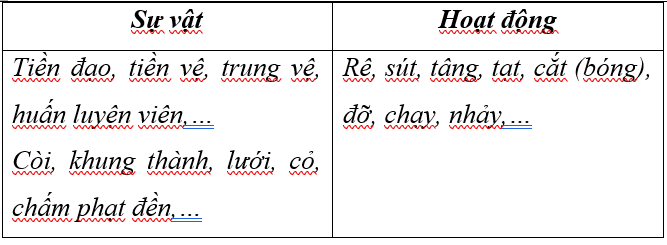 Sự vật
Hoạt động
Tiền đạo, tiền vệ, trung vệ,
huấn luyện viên,…
Còi, khung thành, lưới, cỏ,
chấm phạt đền,…
Rê, sút, tâng, tạt, cắt (bóng),
đỡ, chạy, nhảy,…